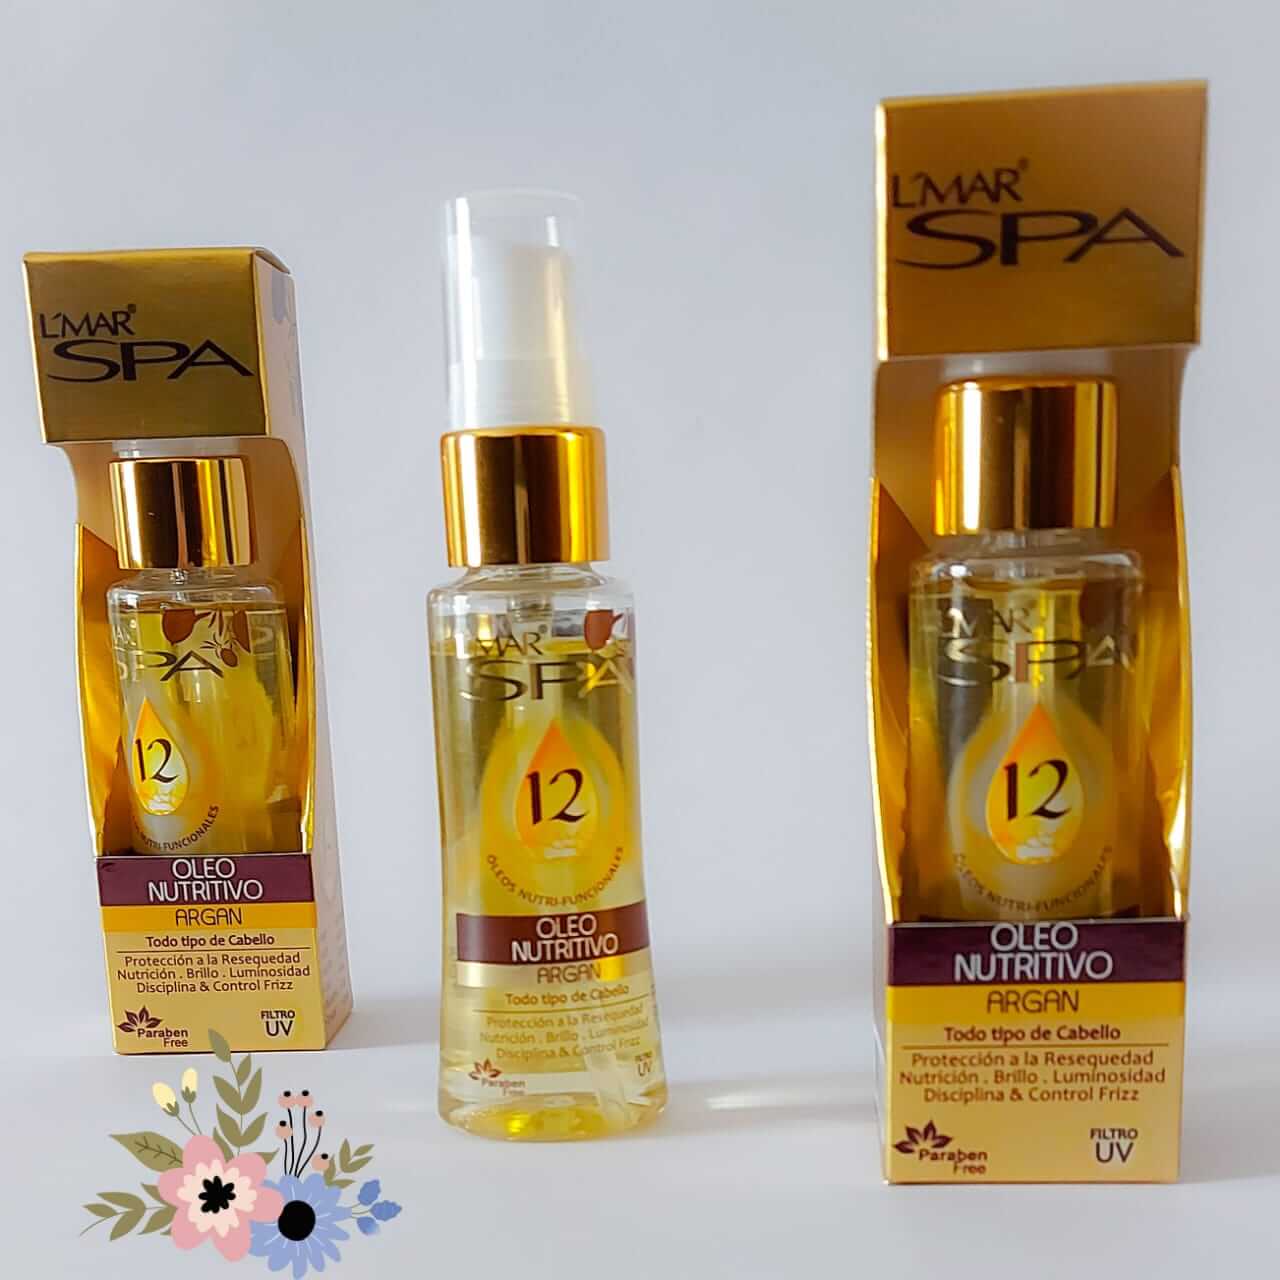 L´MAR®
SPA
SPA
12
NUTRI-FUNCIONALES
OLEO
NUTRITIVO
ARGAN
Todo tipo de Cabello
Protección a la Resequedad
Nutrición . Brillo . Luminosidad
Disciplina & Control Frizz
Paraben
Free
FILTRO
UV
L´MAR®
SPA
12
ÓLEOS NUTRI-FUNCIONALES
OLEO
NUTRITIVO
ARGAN
Todo tipo de Cabello
Protección a la Resequedad
Nutrición . Brillo . Luminosidad
Disciplina & Control Frizz
Paraben
Free
FILTRO
UV
L´MAR®
SPA
MAR
SPA
12
ÓLEOS NUTRI-FUNCIONALES
OLEO
NUTRITIVO
ARGAN
Todo tipo de Cabello
Protección a la Resequedad
Nutrición . Brillo . Luminosidad
Disciplina & Control Frizz
Paraben
Free
FILTRO
UV